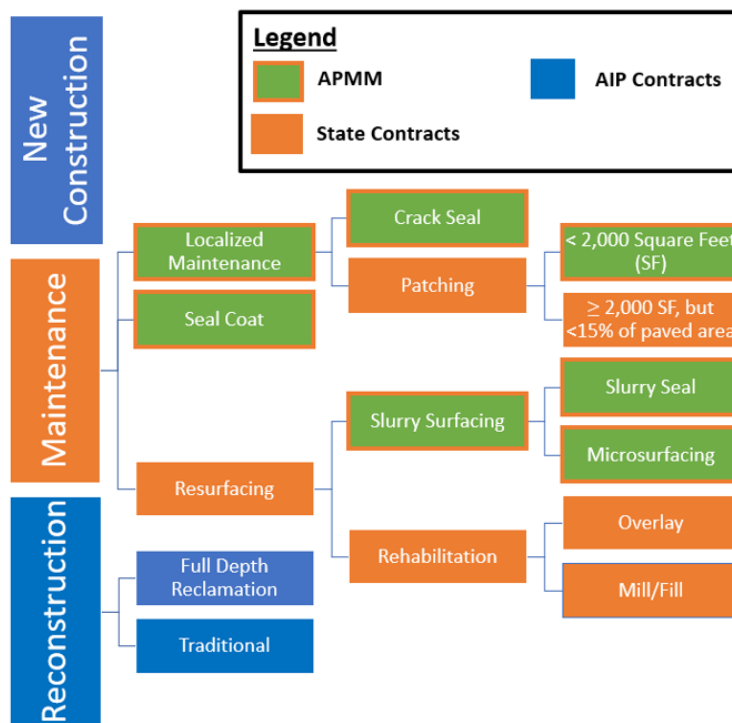 New
Construction
Legend
APMM
AIP Contracts
State Contracts
Maintenance
Localized
Maintenance
Seal Coat
Resurfacing
Crack Seal
Patching
< 2,000 Square Feet
(SF)
≥ 2,000 SF, but
<15% of paved area
Slurry Surfacing
Slurry Seal
Microsurfacing
Rehabilitation
Overlay
Mill/Fill
Reconstruction
Full Depth
Reclamation
Traditional